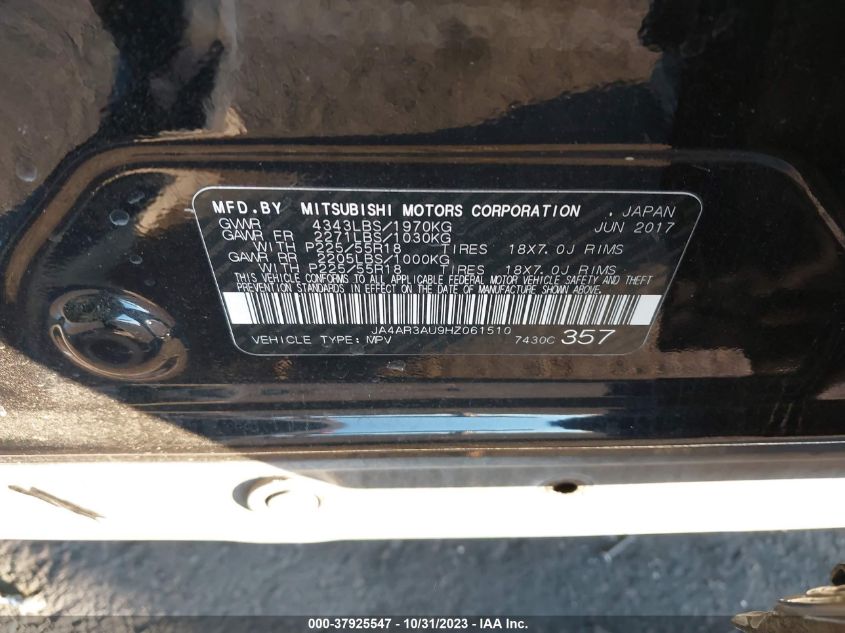 MFD.BY MITSUBISHI MOTORS CORPORATION . JAPAN
GVWR 4343LBS/1970KG JUN 2017
GAWR FR 2271LBS/1030KG
WITH P225/55R18 TIRES 18X7.0J RIMS
GAWR RR 2205LBS/1000KG
WITH P225/55R18 TIRES 18X7.0J RIMS
THIS VEHICLE CONFORMS TO ALL APPLICABLE FEDERAL MOTOR VEHICLE SAFETY AND THEFT
PREVENTION STANDARDS IN EFFECT ON THE DATE OF MANUFACTURE SHOWN ABOVE.
JA4AR3AU9HZ061510
VEHICLE TYPE: MPV 7430C 357
000-37925547 - 10/31/2023 - IAAI.COM